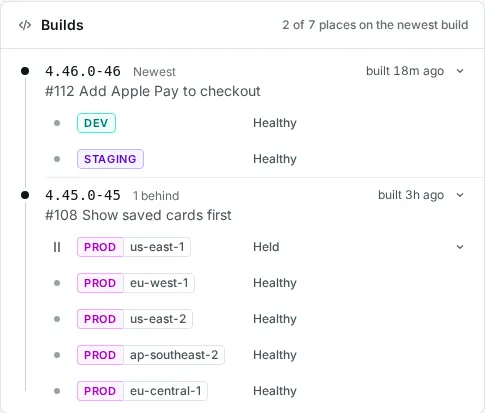 Builds 2 of 7 places on the newest build
4.46.0-46 Newest built 18m ago
#112 Add Apple Pay to checkout
DEV Healthy
STAGING Healthy
4.45.0-45 1 behind built 3h ago
#108 Show saved cards first
PROD us-east-1 Held
PROD eu-west-1 Healthy
PROD us-east-2 Healthy
PROD ap-southeast-2 Healthy
PROD eu-central-1 Healthy